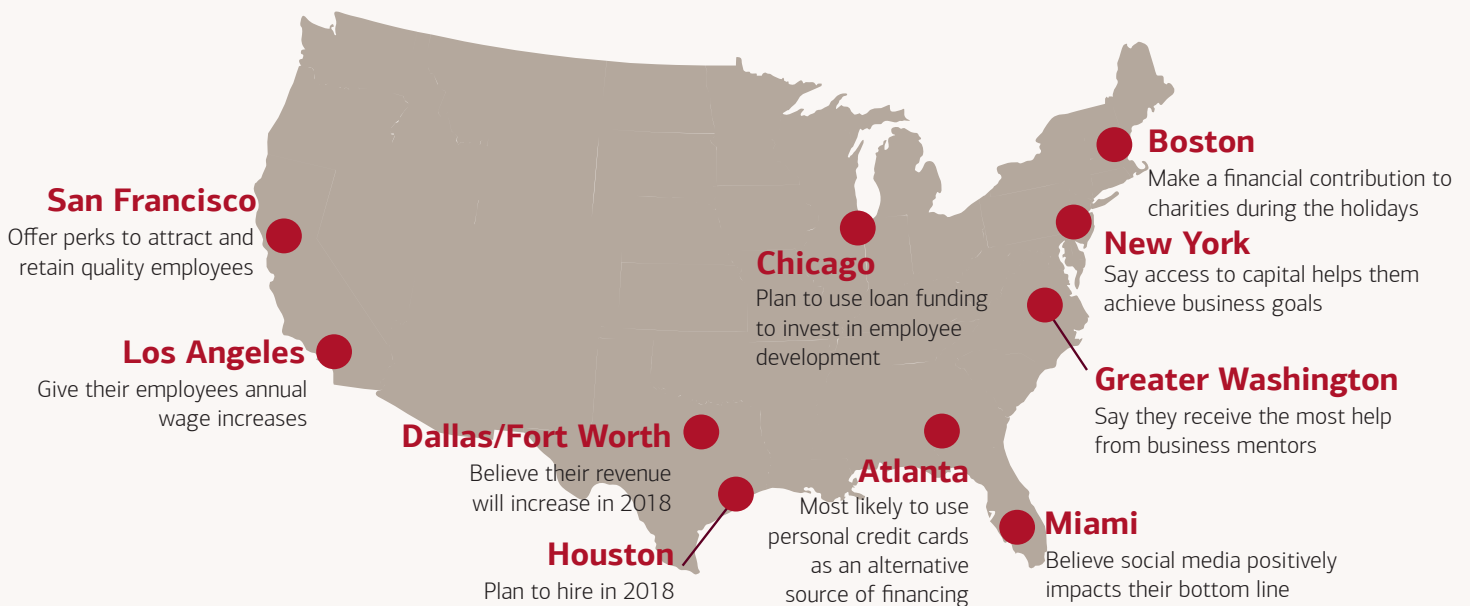 San Francisco
Offer perks to attract and
retain quality employees
Los Angeles
Give their employees annual
wage increases
Dallas/Fort Worth
Believe their revenue
will increase in 2018
Houston
Plan to hire in 2018
Chicago
Plan to use loan funding
to invest in employee
development
Atlanta
Most likely to use
personal credit cards
as an alternative
source of financing
Boston
Make a financial contribution to
charities during the holidays
New York
Say access to capital helps them
achieve business goals
Greater Washington
Say they receive the most help
from business mentors
Miami
Believe social media positively
impacts their bottom line